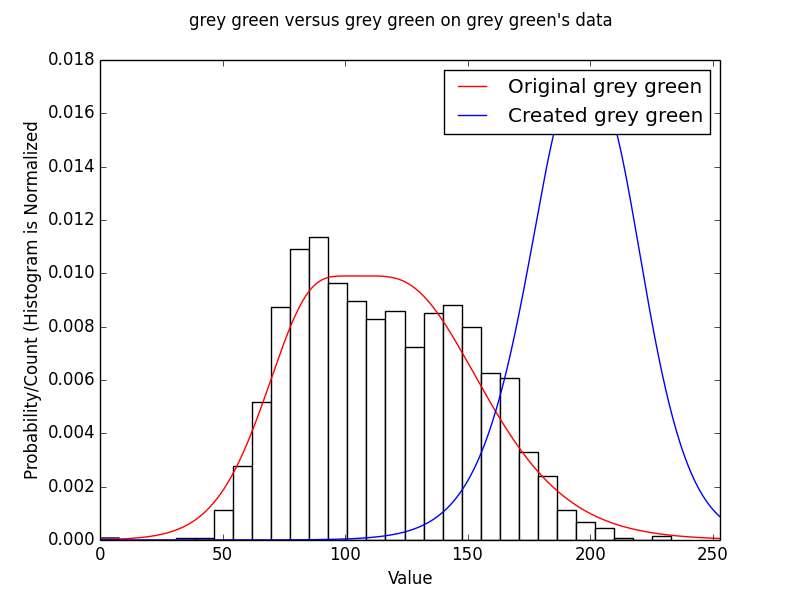 grey green versus grey green on grey green's data
Original grey green
Created grey green
Probability/Count (Histogram is Normalized
0.018
0.016
0.014
0.012
0.010
0.008
0.006
0.004
0.002
0.000
0 50 100 150 200 250
Value